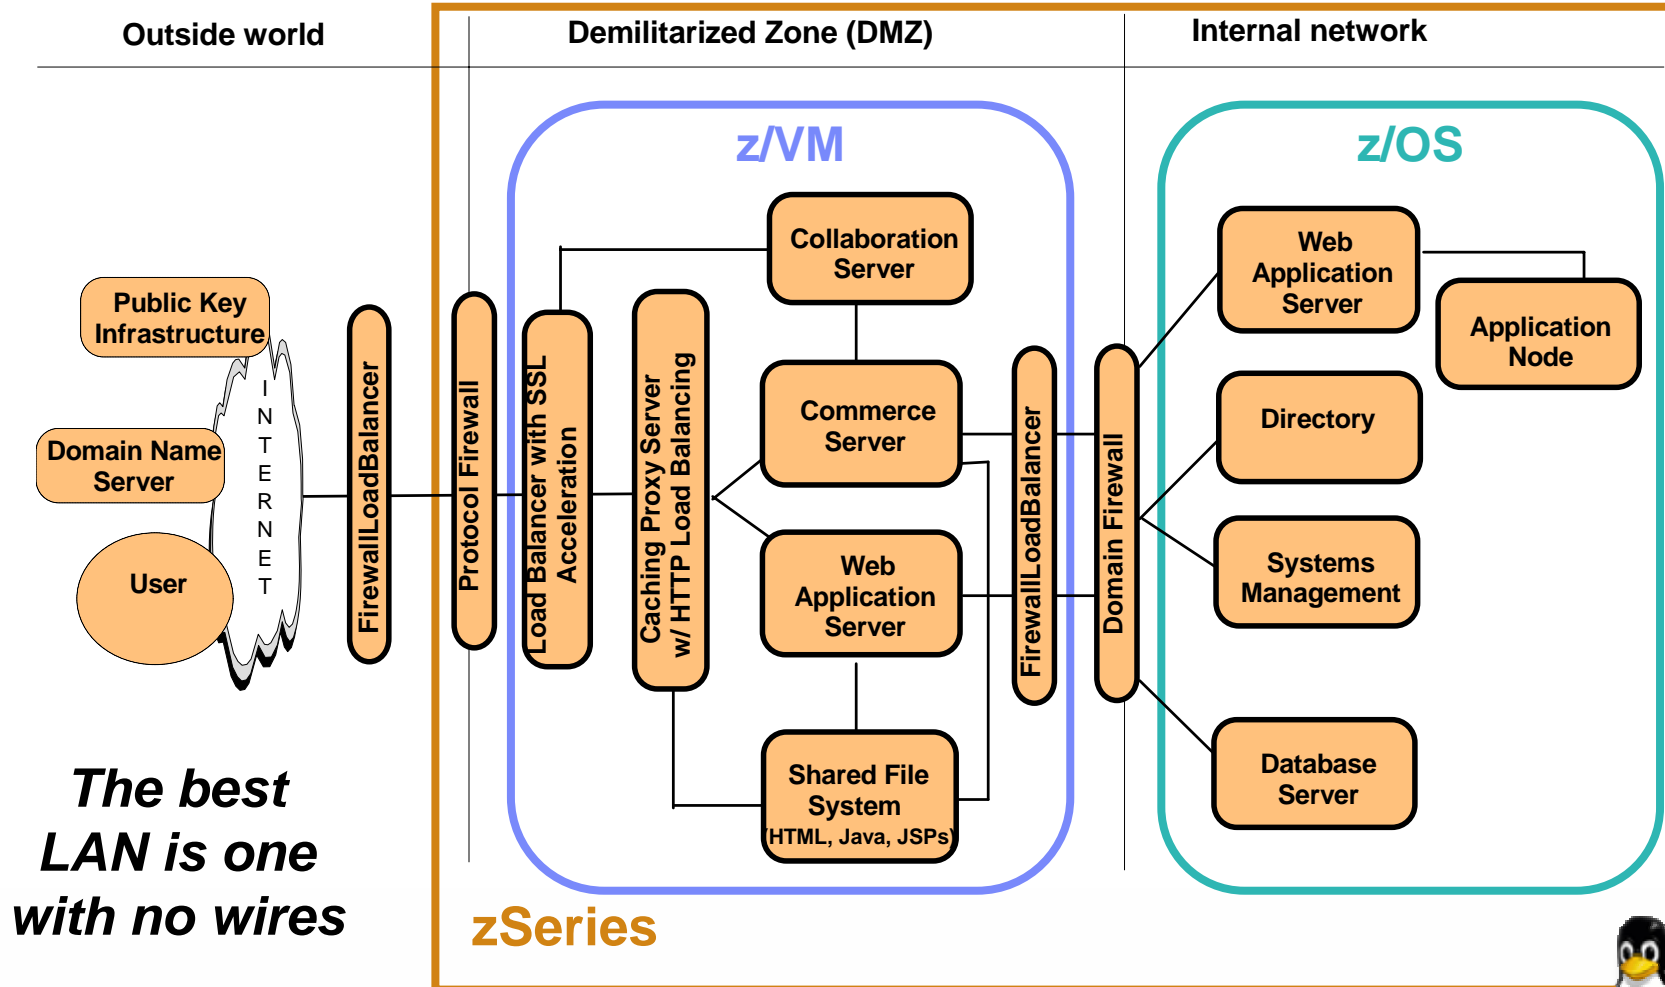 Outside world
Demilitarized Zone (DMZ)
Internal network
z/VM
z/OS
Public Key
Infrastructure
Domain Name
Server
User
INTERNET
FirewallLoadBalancer
Protocol Firewall
Load Balancer with SSL
Acceleration
Caching Proxy Server
w/ HTTP Load Balancing
Collaboration
Server
Commerce
Server
Web
Application
Server
Shared File
System
(HTML, Java, JSPs)
FirewallLoadBalancer
Domain Firewall
Web
Application
Server
Application
Node
Directory
Systems
Management
Database
Server
The best
LAN is one
with no wires
zSeries